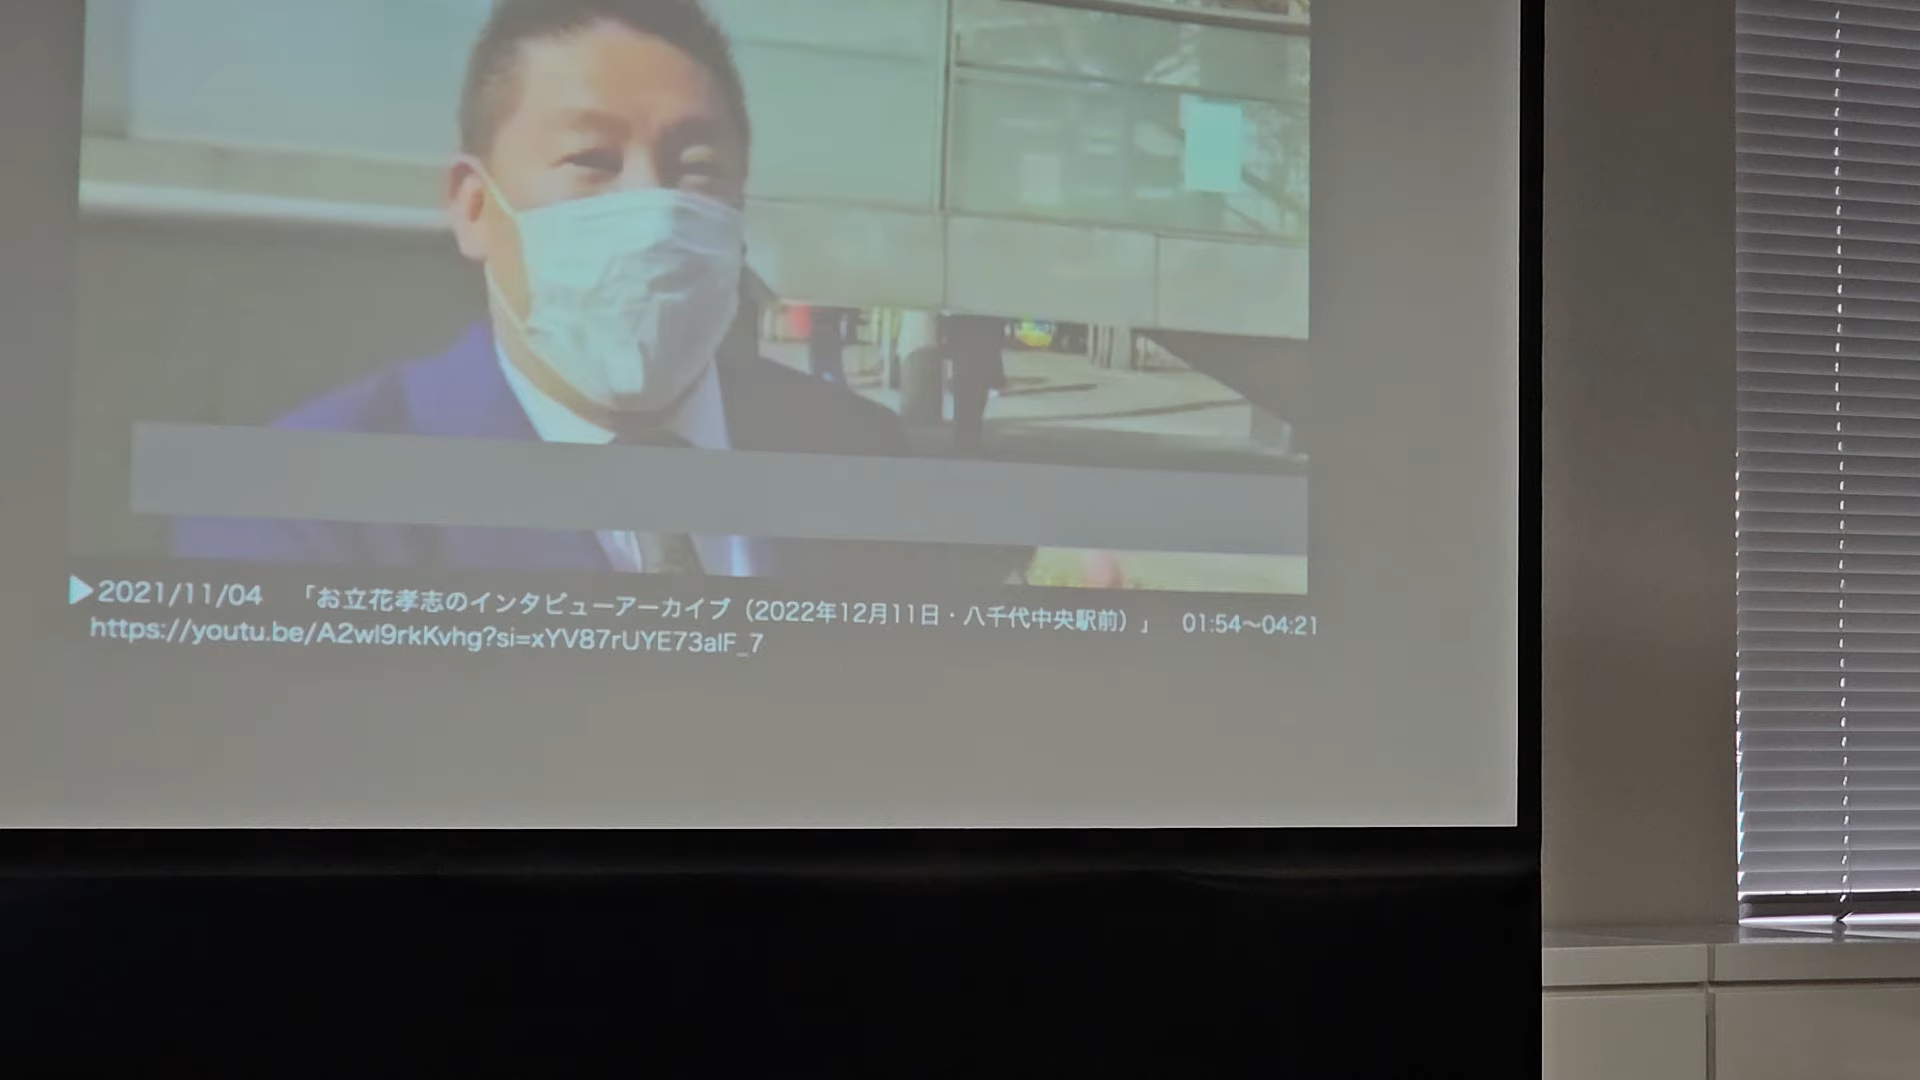 ▶2021/11/04 「お立花孝志のインタビューアーカイブ（2022年12月11日・八千代中央駅前）」 01:54〜04:21
https://youtu.be/A2wl9rkKvhg?si=xYV87rUYE73alF_7